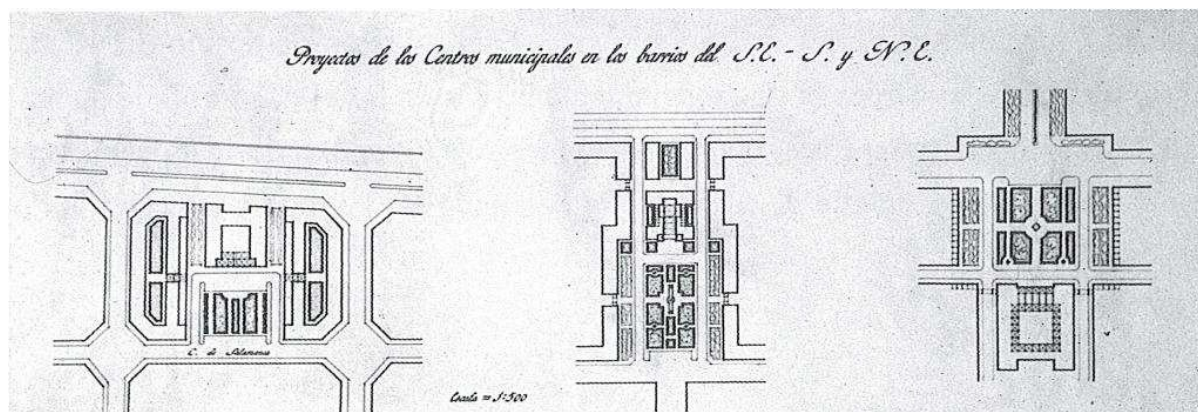 Proyectos de los Centros municipales en los barrios del S.E. - S. y N.E.
C. de Salamanca
Escala = 1:500